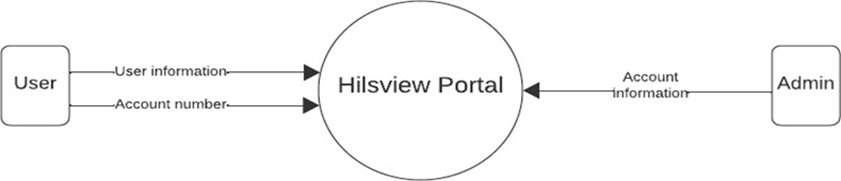 User
User information
Account number
Hilsview Portal
Account
information
Admin